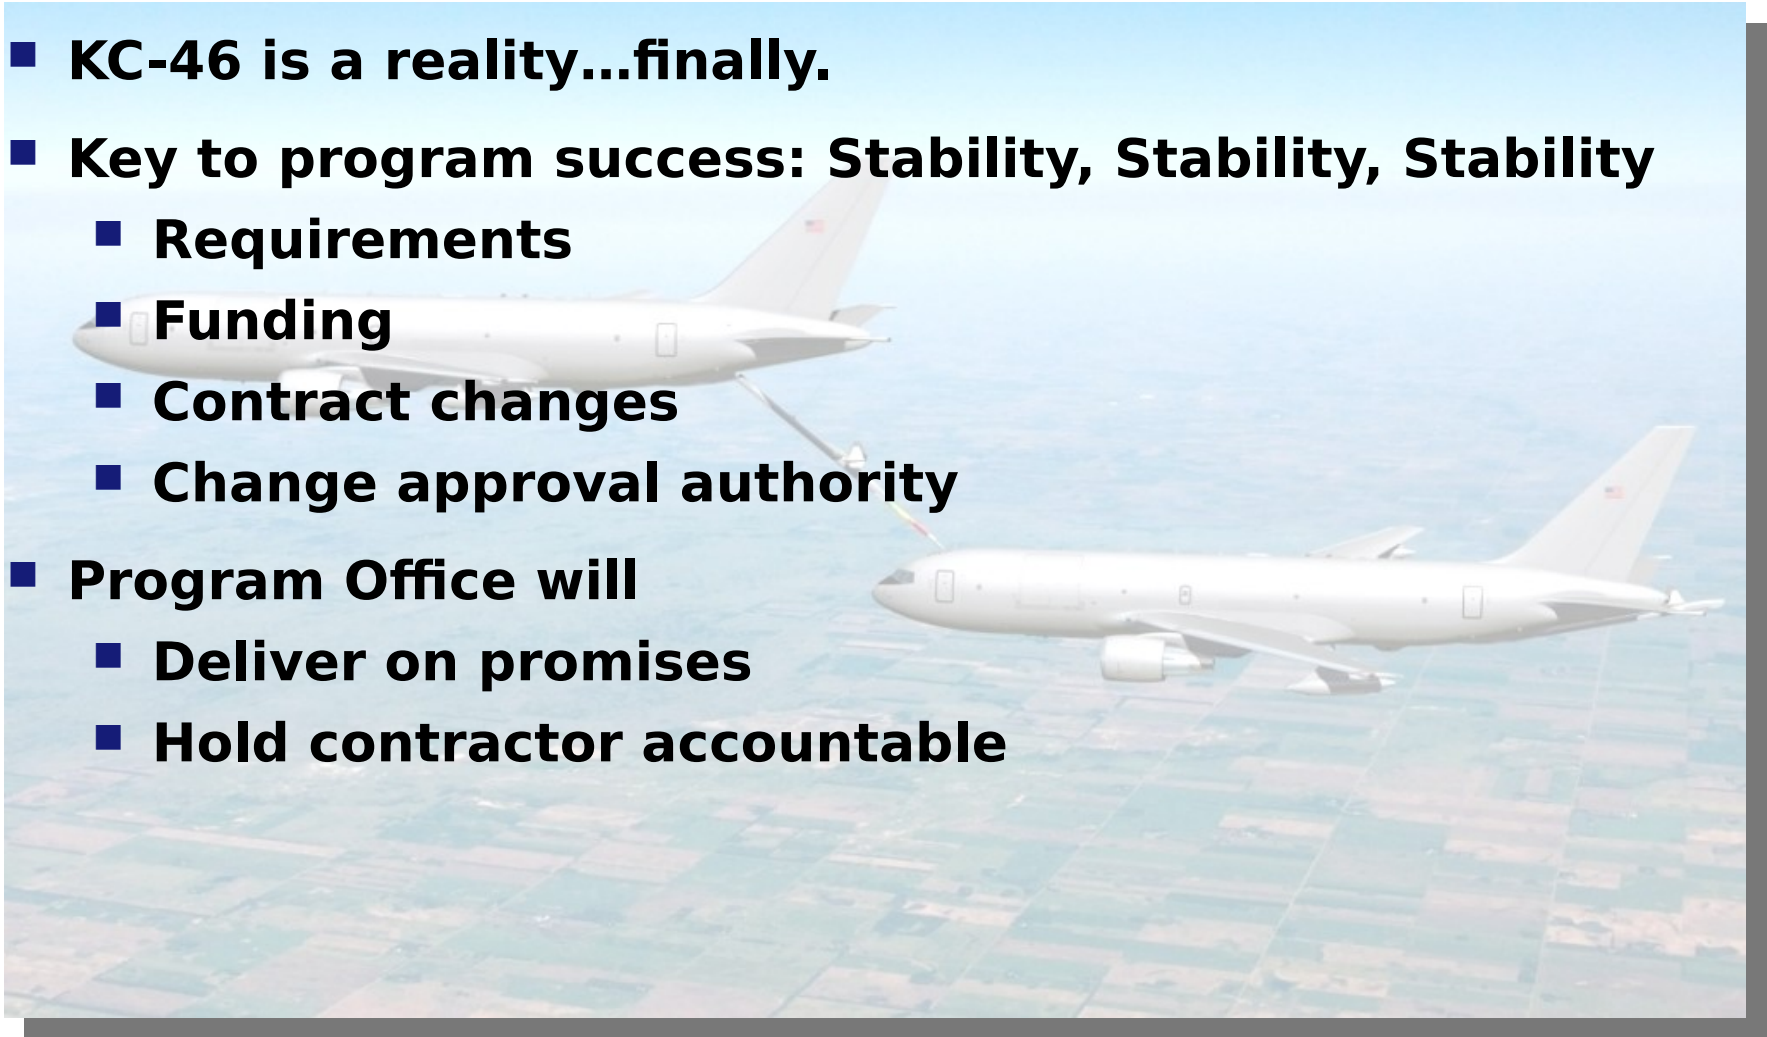 KC-46 is a reality…finally.
Key to program success: Stability, Stability, Stability
Requirements
Funding
Contract changes
Change approval authority
Program Office will
Deliver on promises
Hold contractor accountable